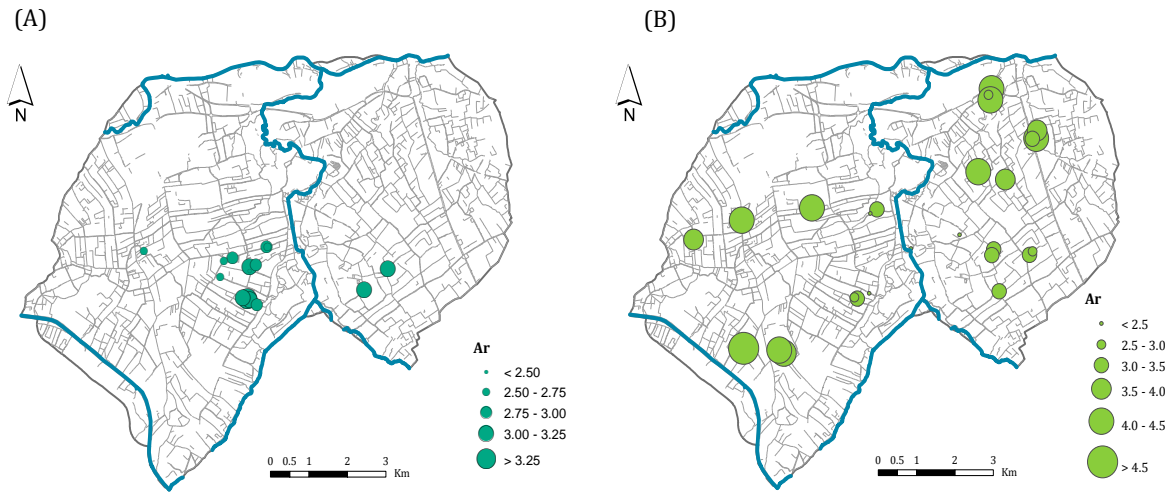 (A)
N
Ar
< 2.50
2.50 - 2.75
2.75 - 3.00
3.00 - 3.25
> 3.25
0 0.5 1 2 3
Km
(B)
N
Ar
< 2.5
2.5 - 3.0
3.0 - 3.5
3.5 - 4.0
4.0 - 4.5
> 4.5
0 0.5 1 2 3
Km